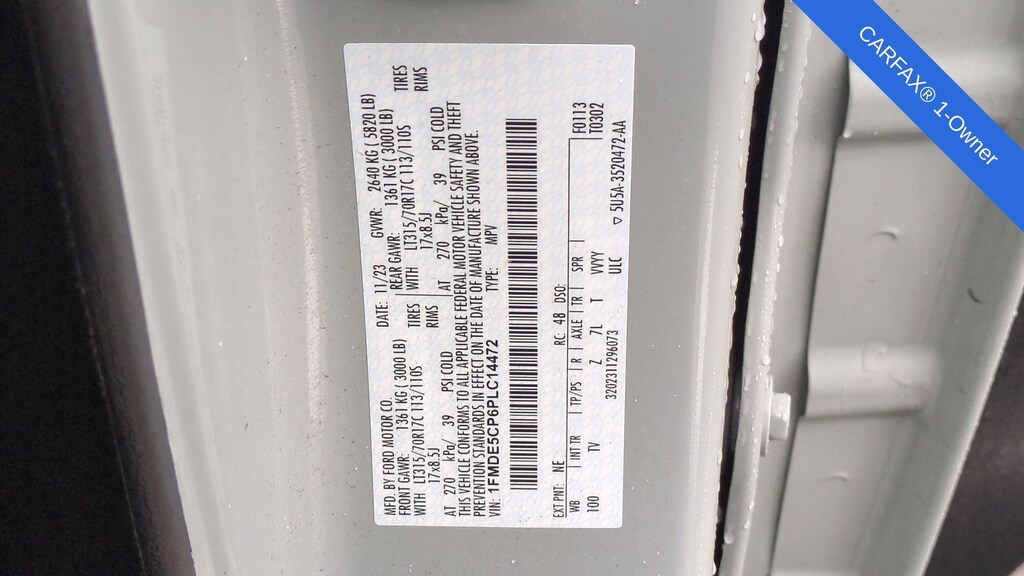 MFD. BY FORD MOTOR CO.
DATE: 11/23 GVWR: 2640 KG ( 5820 LB)
FRONT GAWR: 1361 KG ( 3000 LB) REAR GAWR: 1361 KG ( 3000 LB)
WITH LT315/70R17C 113/110S TIRES WITH LT315/70R17C 113/110S TIRES
17x8.5J RIMS 17x8.5J RIMS
AT 270 kPa/ 39 PSI COLD AT 270 kPa/ 39 PSI COLD
THIS VEHICLE CONFORMS TO ALL APPLICABLE FEDERAL MOTOR VEHICLE SAFETY AND THEFT
PREVENTION STANDARDS IN EFFECT ON THE DATE OF MANUFACTURE SHOWN ABOVE.
VIN: 1FMDE5CP6PLC14472 TYPE: MPV
EXT PNT: NE RC: 48 DSO: F0113
WB INT TR TP/PS R AXLE TR SPR T0302
100 TV Z 7L T VVYY
320231129607​3 ULC ▽ 5U5A-3520472-AA
CARFAX® 1-Owner